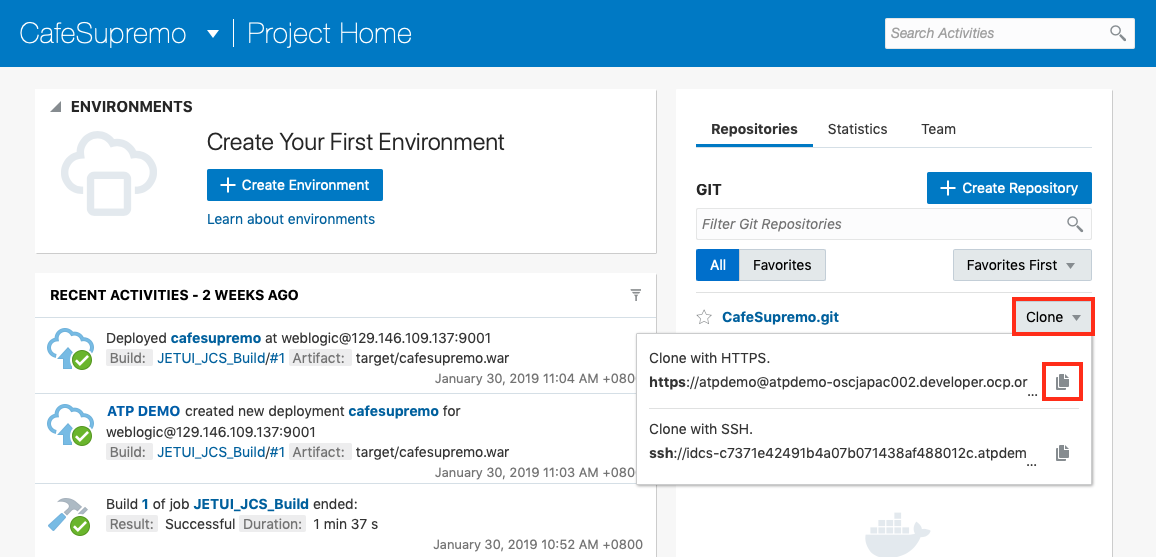 CafeSupremo Project Home
Search Activities
ENVIRONMENTS
Create Your First Environment
Create Environment
Learn about environments
RECENT ACTIVITIES - 2 WEEKS AGO
Deployed cafesupremo at weblogic@129.146.109.137:9001
Build: JETUI_JCS_Build/#1 Artifact: target/cafesupremo.war
January 30, 2019 11:04 AM +0800
ATP DEMO created new deployment cafesupremo for
weblogic@129.146.109.137:9001
Build: JETUI_JCS_Build/#1 Artifact: target/cafesupremo.war
January 30, 2019 11:03 AM +0800
Build 1 of job JETUI_JCS_Build ended:
Result: Successful Duration: 1 min 37 s
January 30, 2019 10:52 AM +0800
Repositories Statistics Team
GIT
Create Repository
Filter Git Repositories
All Favorites Favorites First
CafeSupremo.git Clone
Clone with HTTPS.
https://atpdemo@atpdemo-oscjapac002.developer.ocp.or...
Clone with SSH.
ssh://idcs-c7371e42491b4a07b071438af488012c.atpdem...